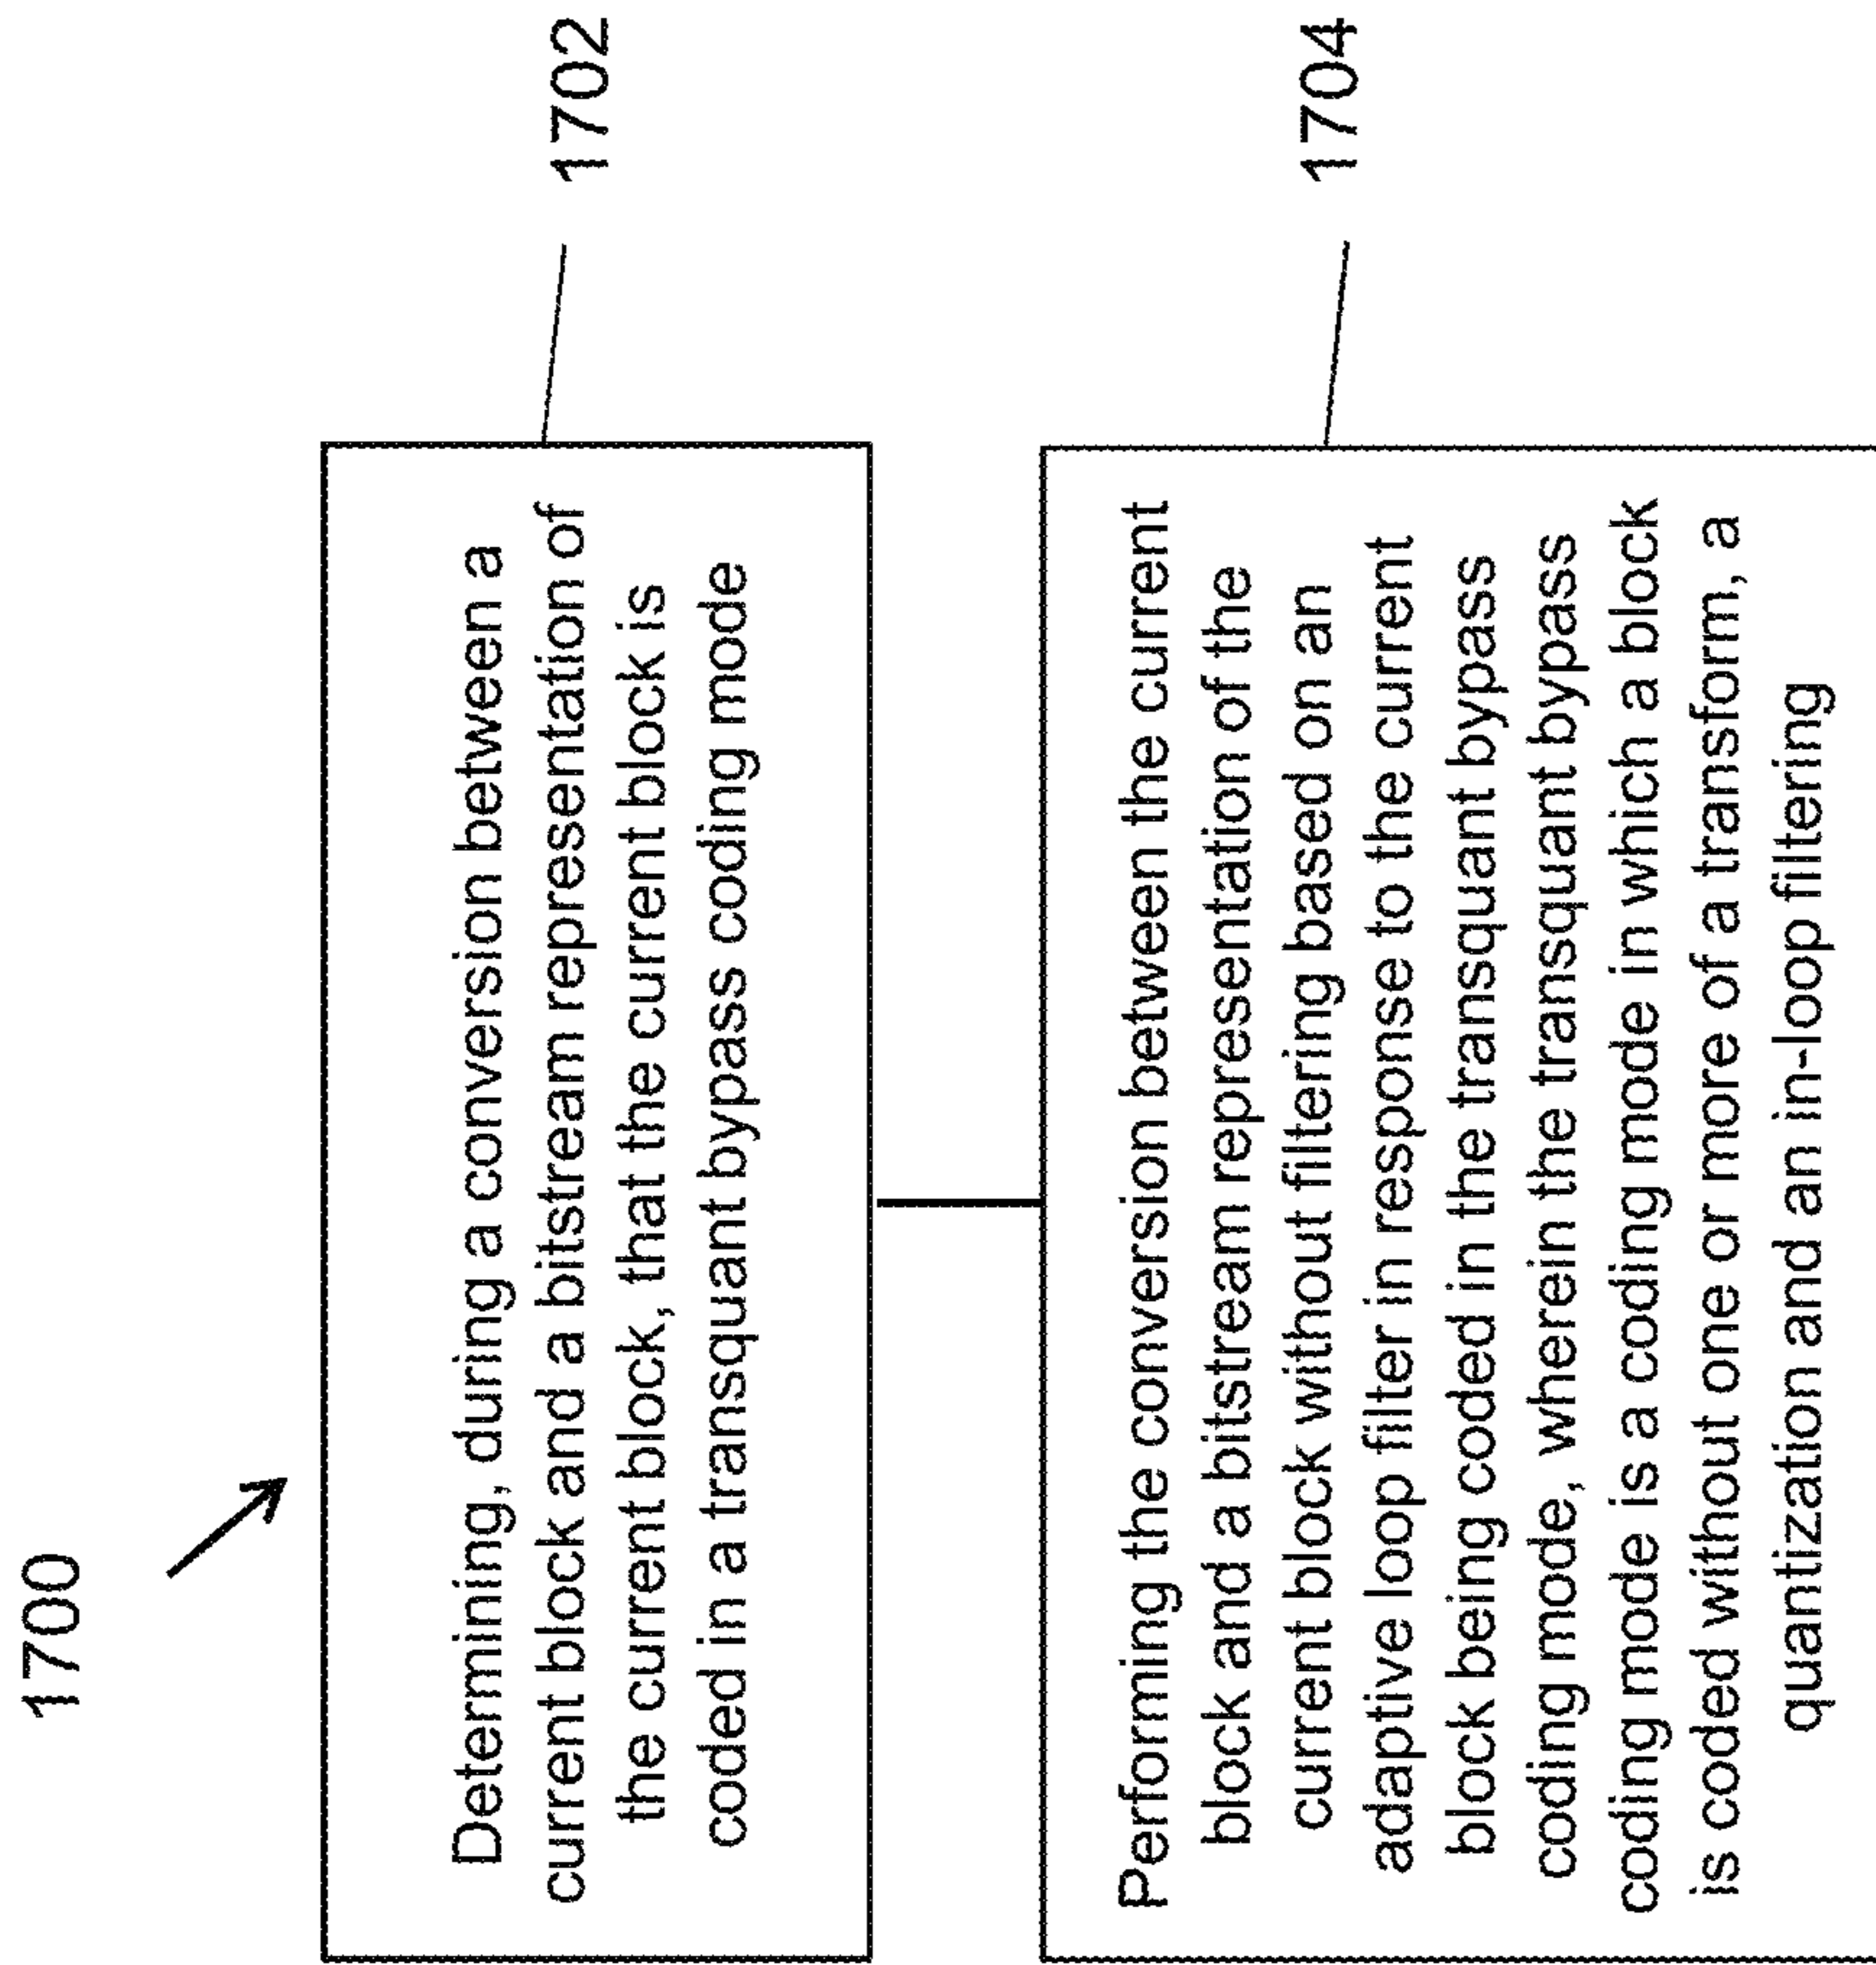 1700
Determining, during a conversion between a
current block and a bitstream representation of
the current block, that the current block is
coded in a transquant bypass coding mode
1702
Performing the conversion between the current
block and a bitstream representation of the
current block without filtering based on an
adaptive loop filter in response to the current
block being coded in the transquant bypass
coding mode, wherein the transquant bypass
coding mode is a coding mode in which a block
is coded without one or more of a transform, a
quantization and an in-loop filtering
1704